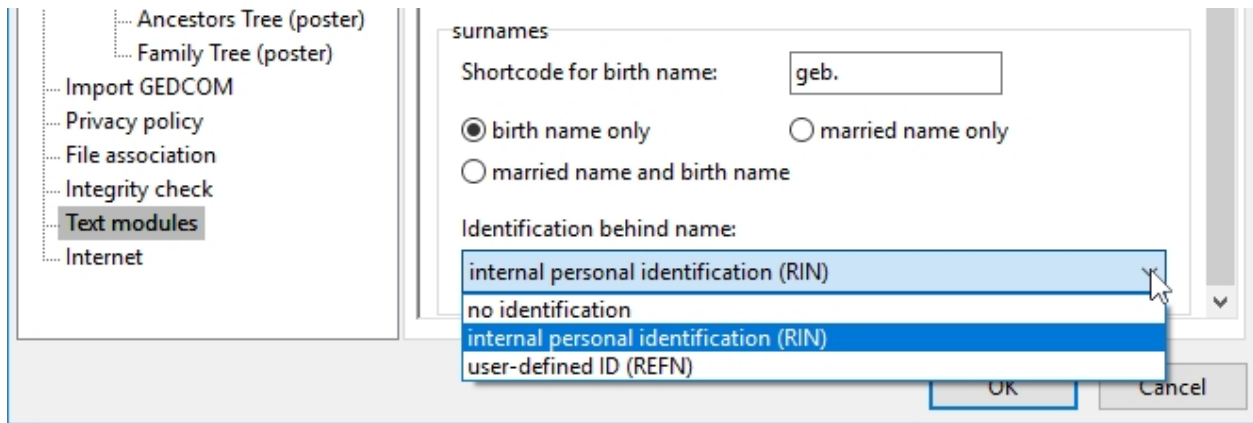 Ancestors Tree (poster)
Family Tree (poster)
Import GEDCOM
Privacy policy
File association
Integrity check
Text modules
Internet
surnames
Shortcode for birth name: geb.
birth name only married name only
married name and birth name
Identification behind name:
internal personal identification (RIN)
no identification
internal personal identification (RIN)
user-defined ID (REFN)
OK Cancel